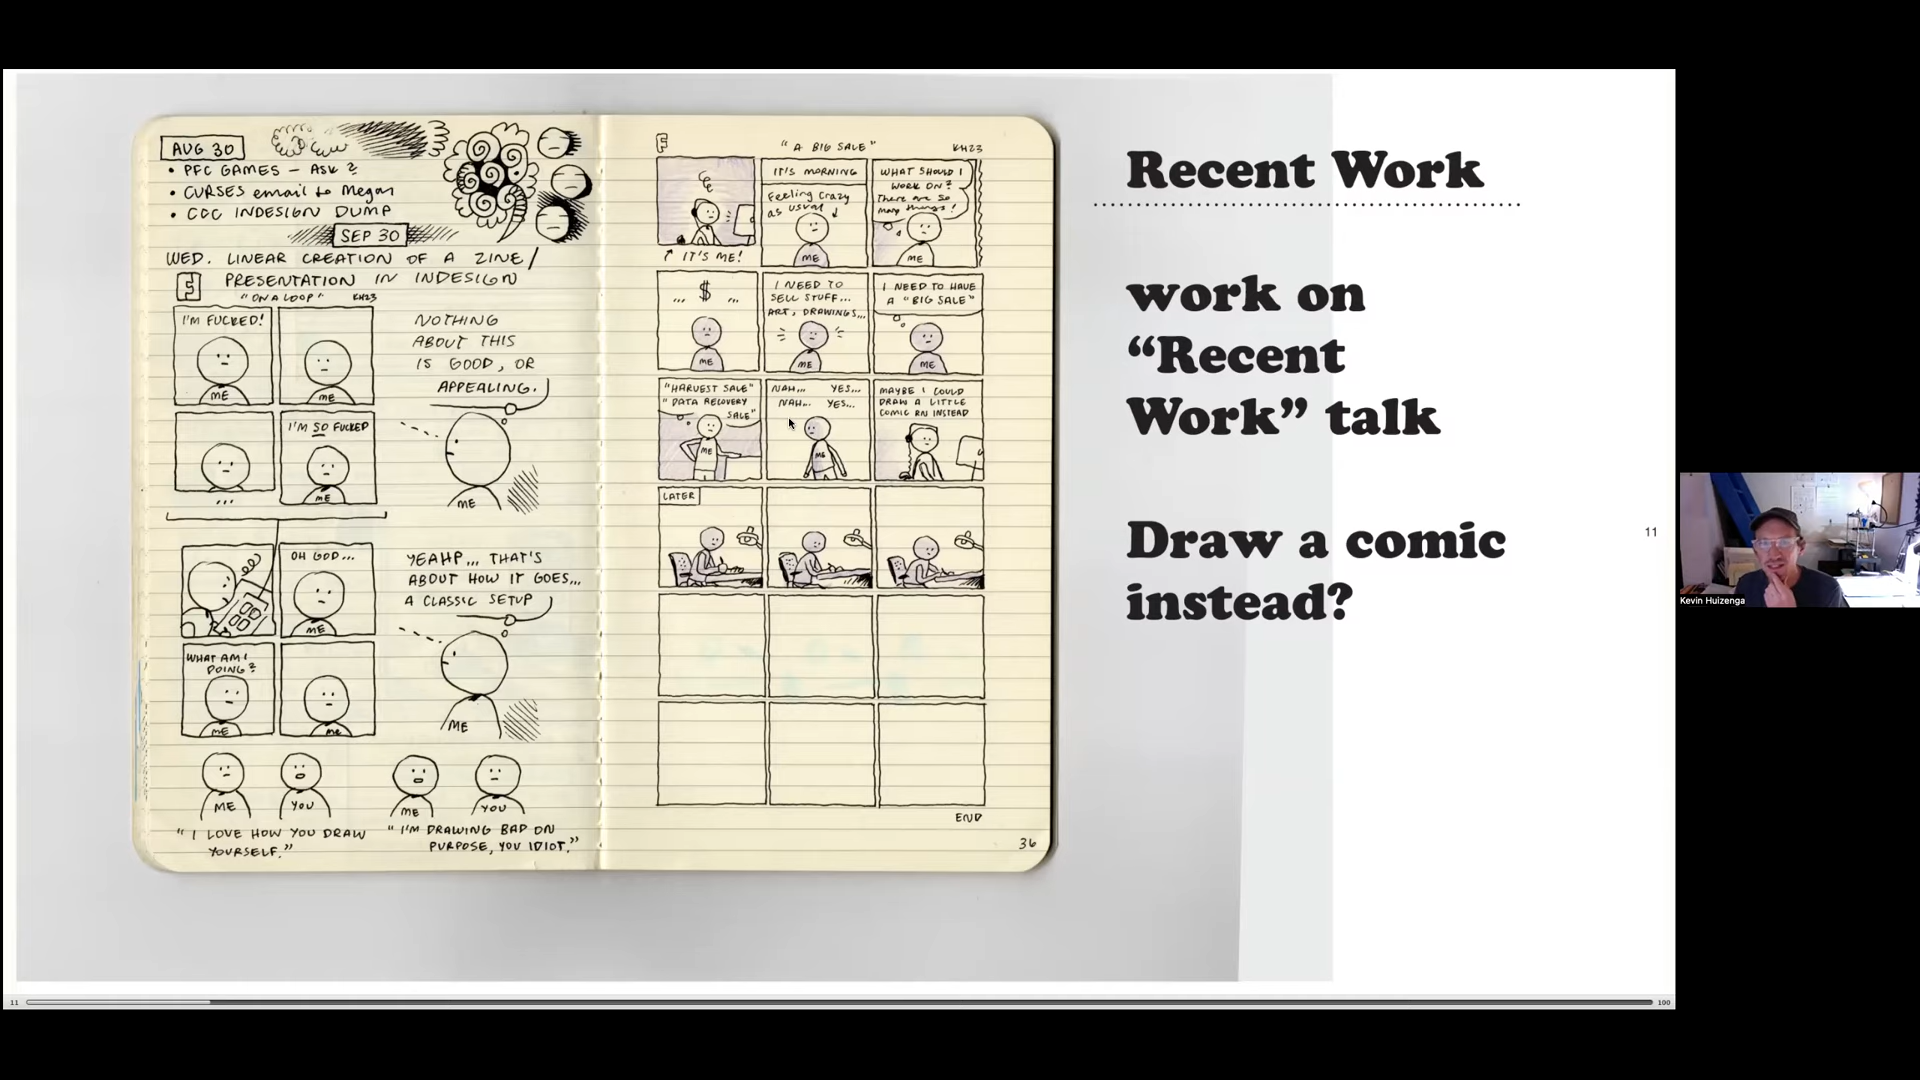 AUG 30
• PFC GAMES — ASK?
• CURSES email to Megan
• CGC INDESIGN DUMP
SEP 30
WED. LINEAR CREATION OF A ZINE/
PRESENTATION IN INDESIGN
F
"ON A LOOP" KH23
I'M FUCKED!
ME
ME
...
I'M SO FUCKED
ME
NOTHING
ABOUT THIS
IS GOOD, OR
APPEALING.
ME
OH GOD...
ME
WHAT AM I
DOING?
ME
ME
YEAHP... THAT'S
ABOUT HOW IT GOES...
A CLASSIC SETUP
ME
ME
YOU
"I LOVE HOW YOU DRAW
YOURSELF."
ME
YOU
"I'M DRAWING BAD ON
PURPOSE, YOU IDIOT."
F
"A BIG SALE"
KH23
IT'S ME!
IT'S MORNING
Feeling crazy
as usual
ME
WHAT SHOULD I
WORK ON?
There are so
many things!
ME
... $ ...
ME
I NEED TO
SELL STUFF...
ART, DRAWINGS...
ME
I NEED TO HAVE
A "BIG SALE"
ME
"HARVEST SALE"
"DATA RECOVERY
SALE"
ME
NAH... YES...
NAH... YES...
ME
MAYBE I COULD
DRAW A LITTLE
COMIC RN INSTEAD
LATER
END
36
Recent Work
work on
“Recent
Work” talk
Draw a comic
instead?
11
Kevin Huizenga
11
100